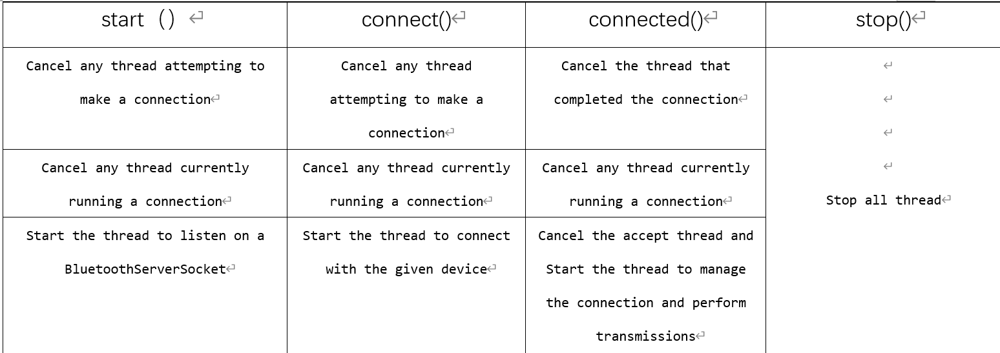 start ()
connect()
connected()
stop()
Cancel any thread attempting to
make a connection
Cancel any thread
attempting to make a
connection
Cancel the thread that
completed the connection
Stop all thread
Cancel any thread currently
running a connection
Cancel any thread currently
running a connection
Cancel any thread currently
running a connection
Start the thread to listen on a
BluetoothServerSocket
Start the thread to connect
with the given device
Cancel the accept thread and
Start the thread to manage
the connection and perform
transmissions